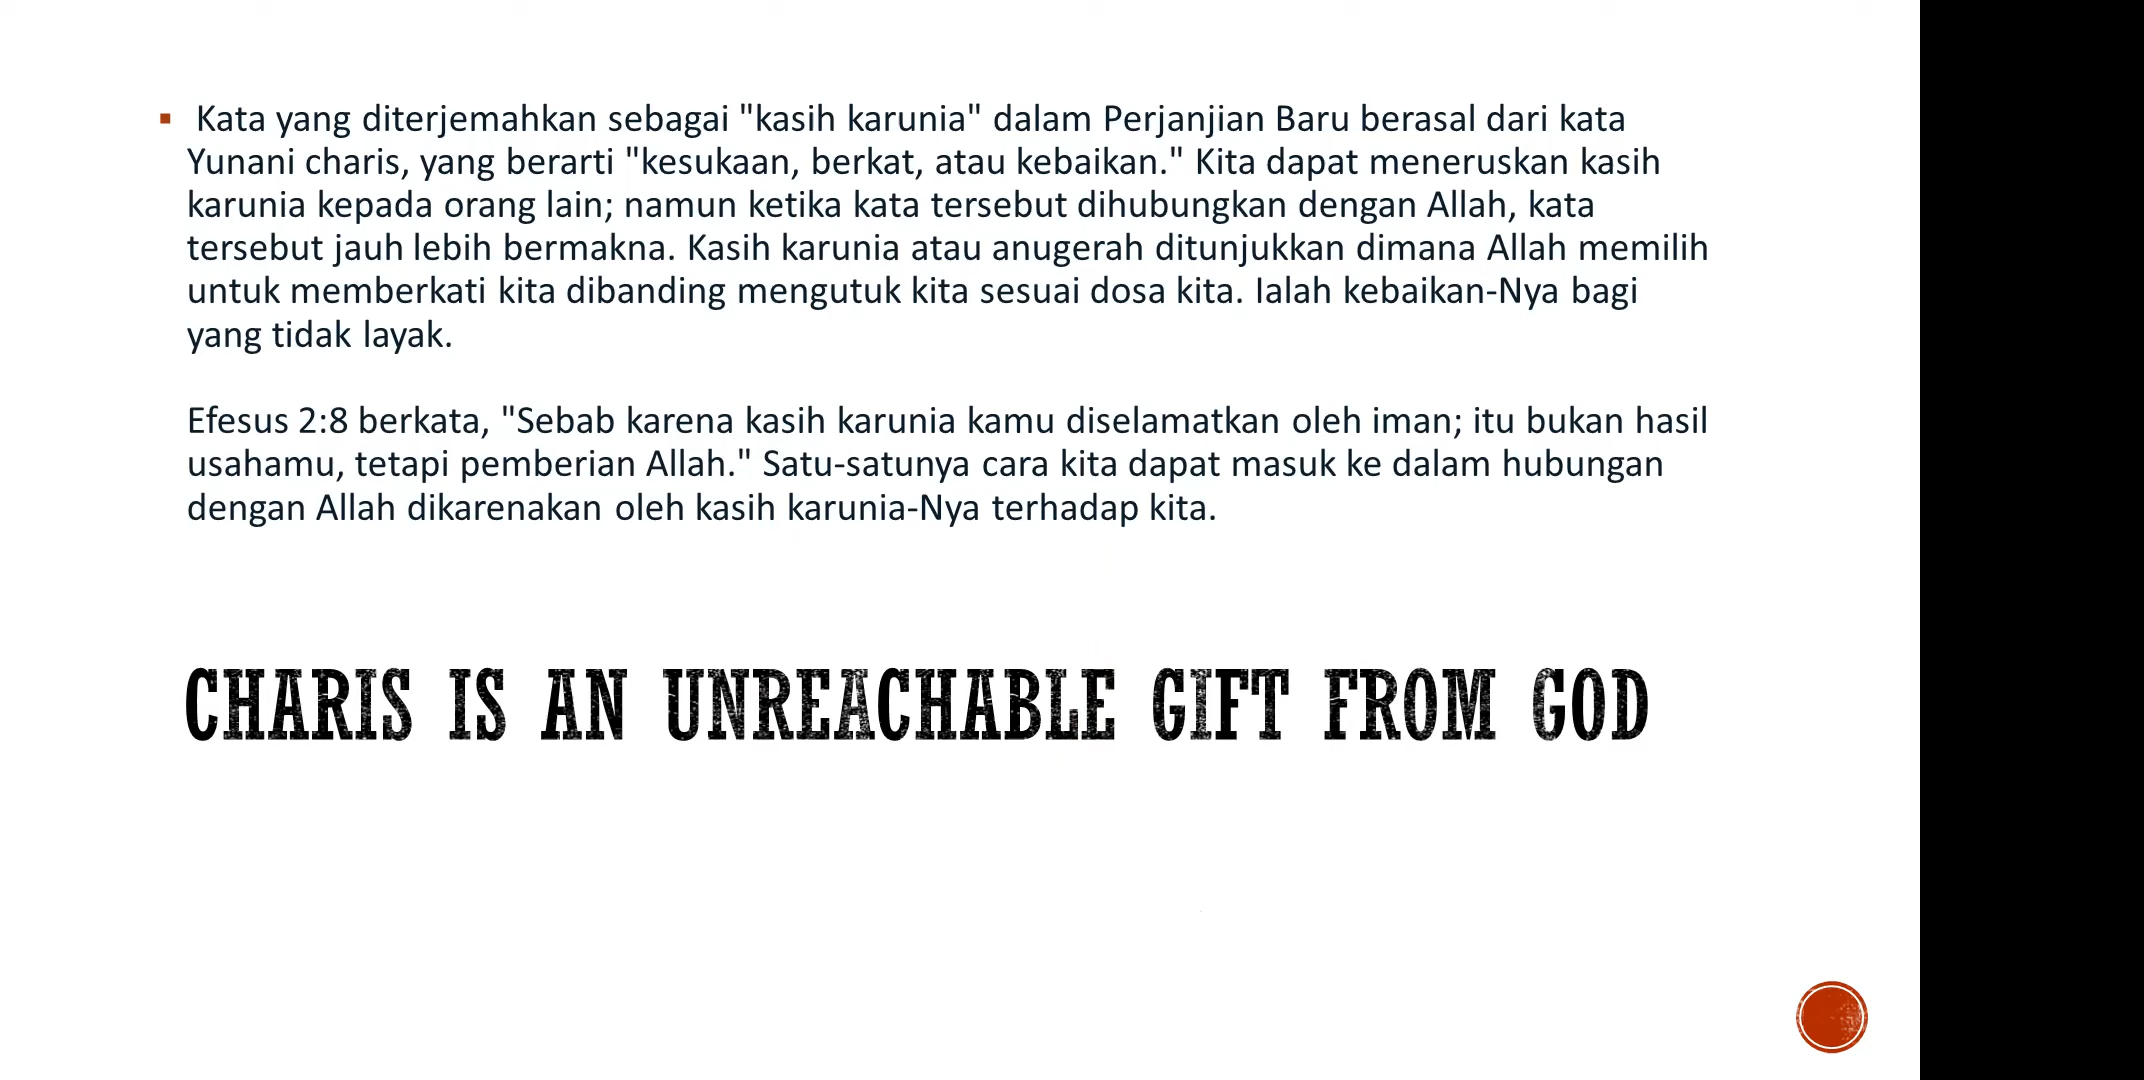 ▪ Kata yang diterjemahkan sebagai "kasih karunia" dalam Perjanjian Baru berasal dari kata
Yunani charis, yang berarti "kesukaan, berkat, atau kebaikan." Kita dapat meneruskan kasih
karunia kepada orang lain; namun ketika kata tersebut dihubungkan dengan Allah, kata
tersebut jauh lebih bermakna. Kasih karunia atau anugerah ditunjukkan dimana Allah memilih
untuk memberkati kita dibanding mengutuk kita sesuai dosa kita. Ialah kebaikan-Nya bagi
yang tidak layak.
Efesus 2:8 berkata, "Sebab karena kasih karunia kamu diselamatkan oleh iman; itu bukan hasil
usahamu, tetapi pemberian Allah." Satu-satunya cara kita dapat masuk ke dalam hubungan
dengan Allah dikarenakan oleh kasih karunia-Nya terhadap kita.
CHARIS IS AN UNREACHABLE GIFT FROM GOD